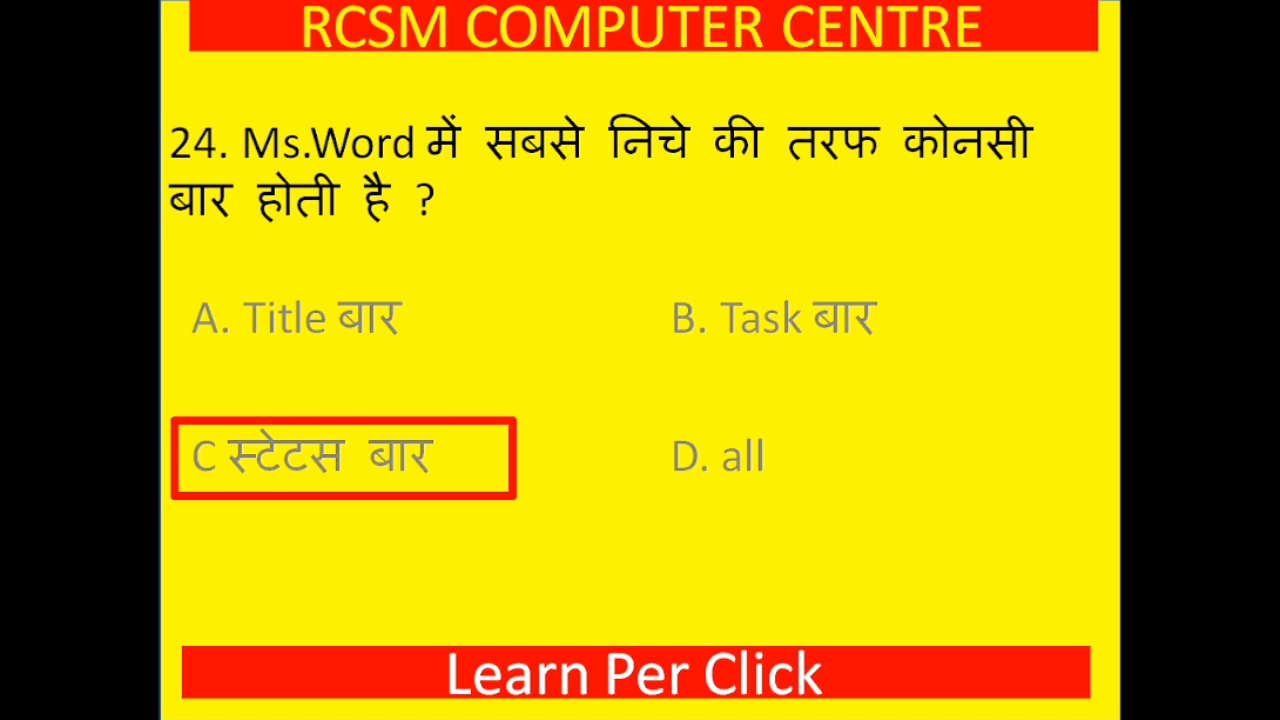 RCSM COMPUTER CENTRE
24. Ms.Word में सबसे निचे की तरफ कोनसी
बार होती है ?
A. Title बार
B. Task बार
C स्टेटस बार
D. all
Learn Per Click